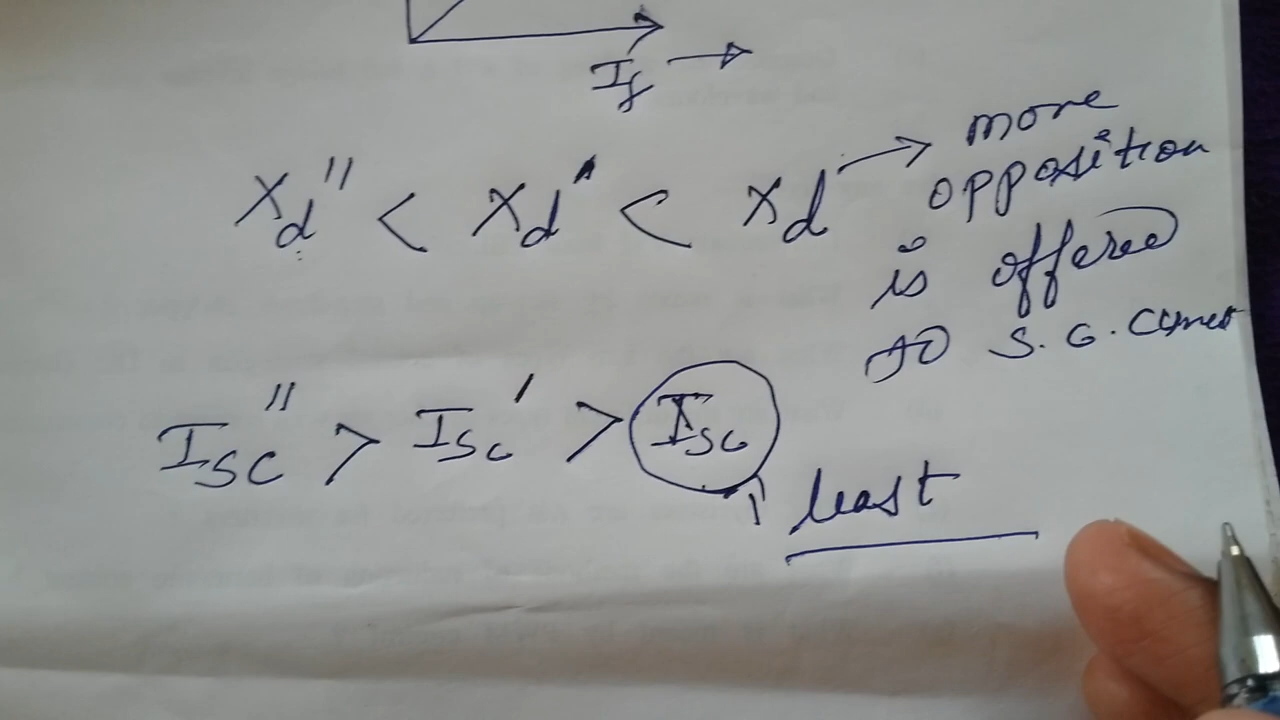 If →
Xd'' < Xd' < Xd → more
opposition
is offered
to S.C. current
ISC'' > ISC' > ISC
least